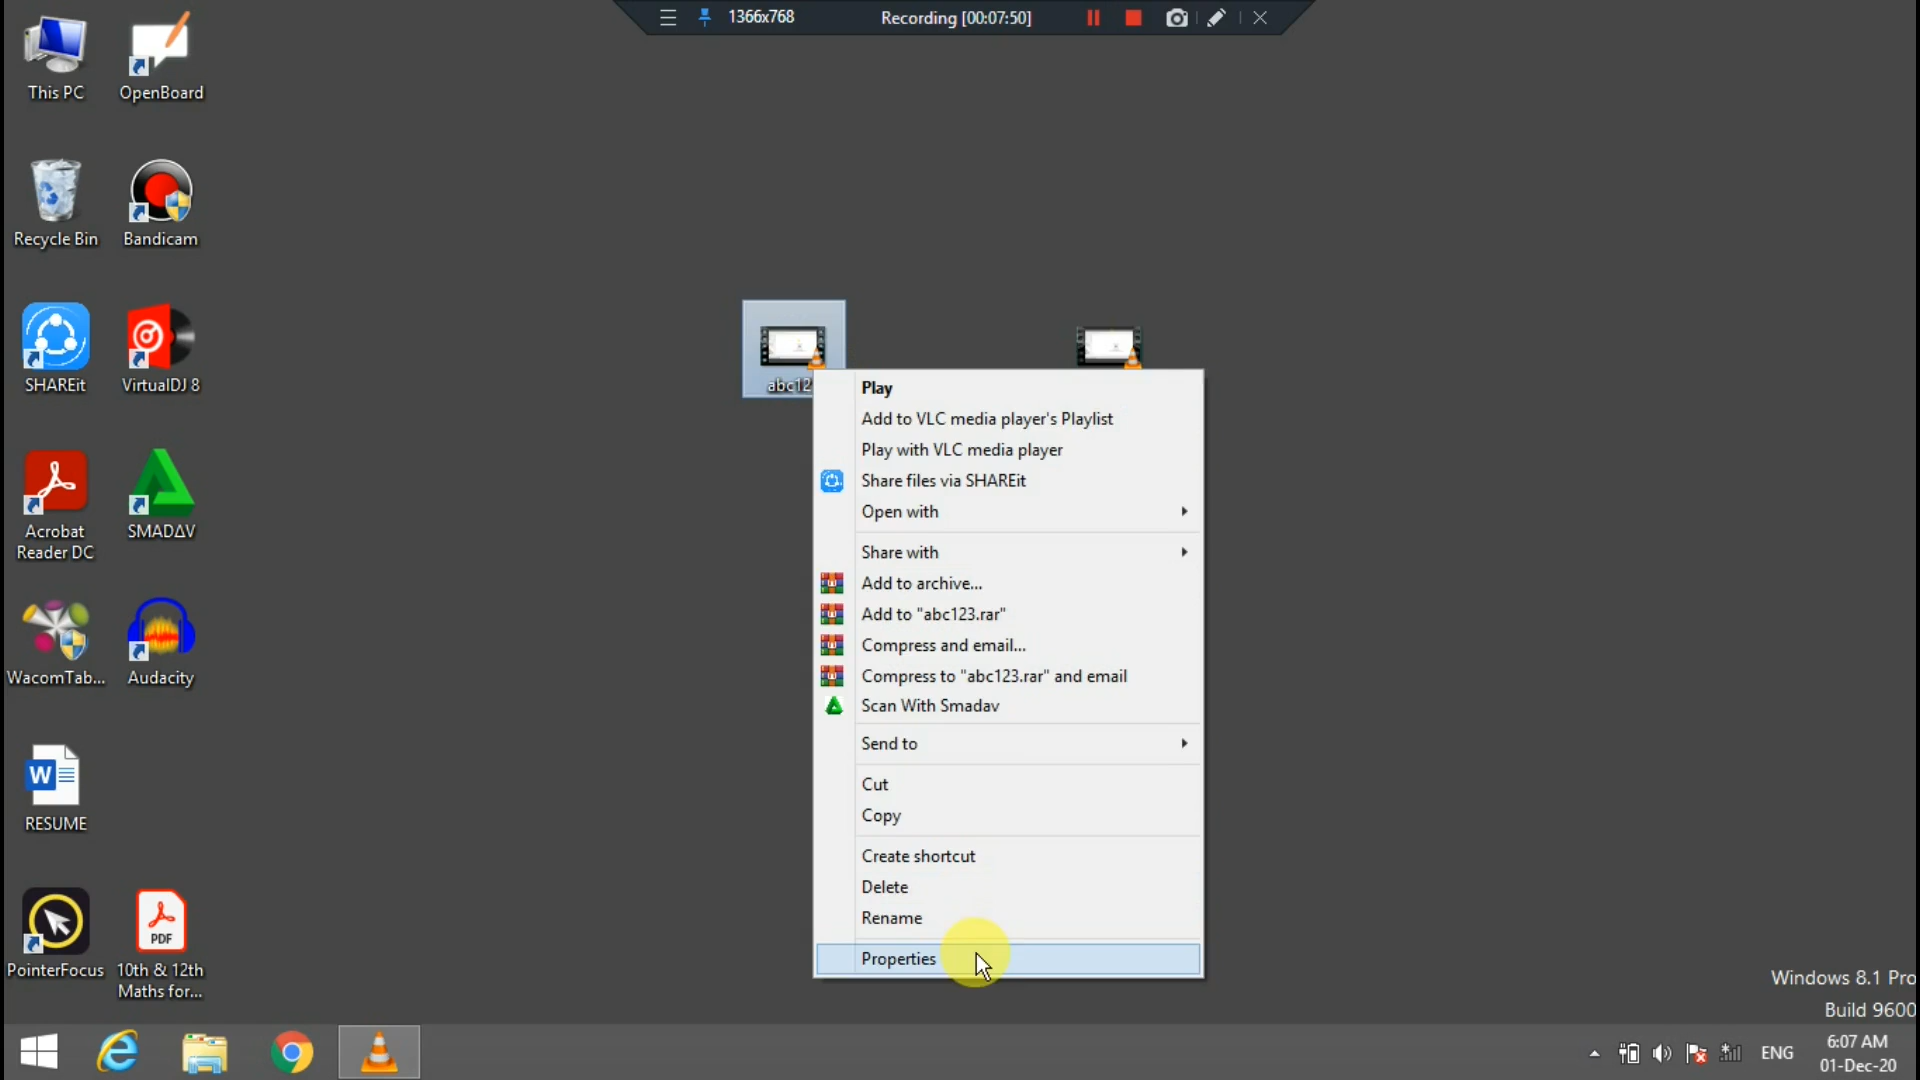 1366x768
Recording [00:07:50]
This PC
OpenBoard
Recycle Bin
Bandicam
SHAREit
VirtualDJ 8
Acrobat
Reader DC
SMADΔV
WacomTab...
Audacity
W
RESUME
PDF
PointerFocus
10th & 12th
Maths for...
abc12
Play
Add to VLC media player's Playlist
Play with VLC media player
Share files via SHAREit
Open with
Share with
Add to archive...
Add to "abc123.rar"
Compress and email...
Compress to "abc123.rar" and email
Scan With Smadav
Send to
Cut
Copy
Create shortcut
Delete
Rename
Properties
Windows 8.1 Pro
Build 9600
ENG
6:07 AM
01-Dec-20